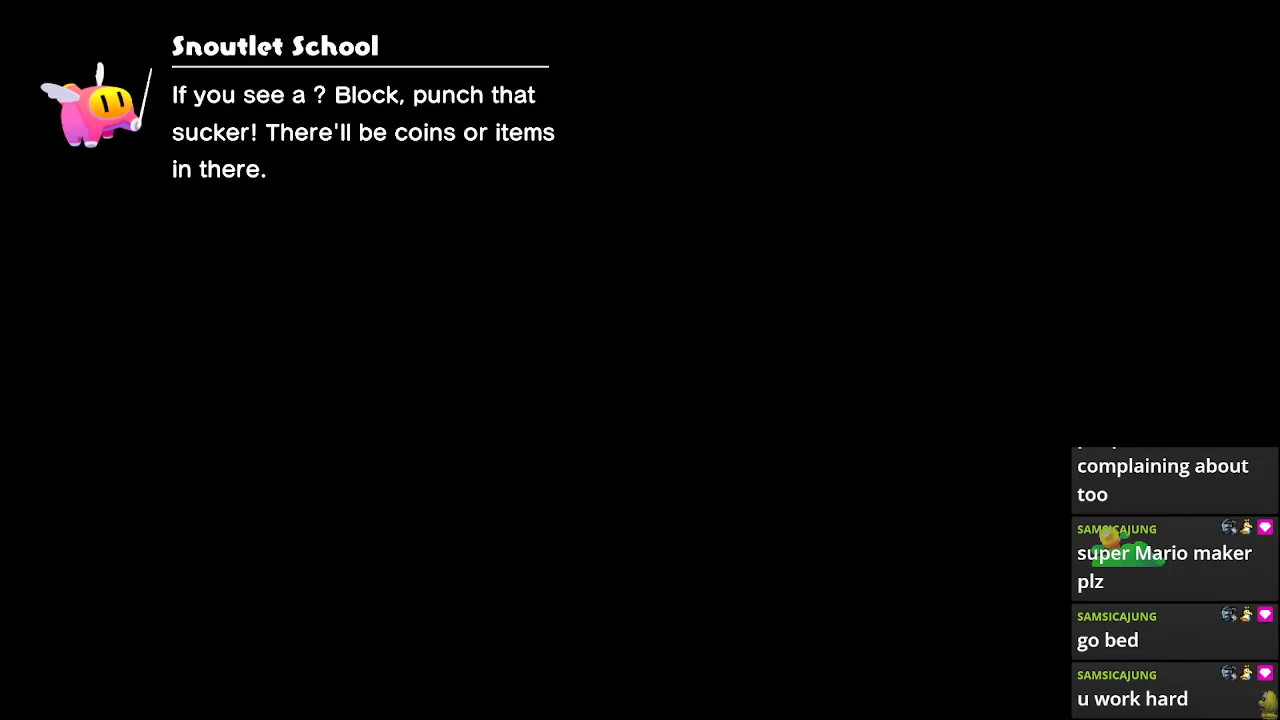 Snoutlet School
If you see a ? Block, punch that
sucker! There'll be coins or items
in there.
complaining about
too
SAMSICAJUNG
super Mario maker
plz
SAMSICAJUNG
go bed
SAMSICAJUNG
u work hard